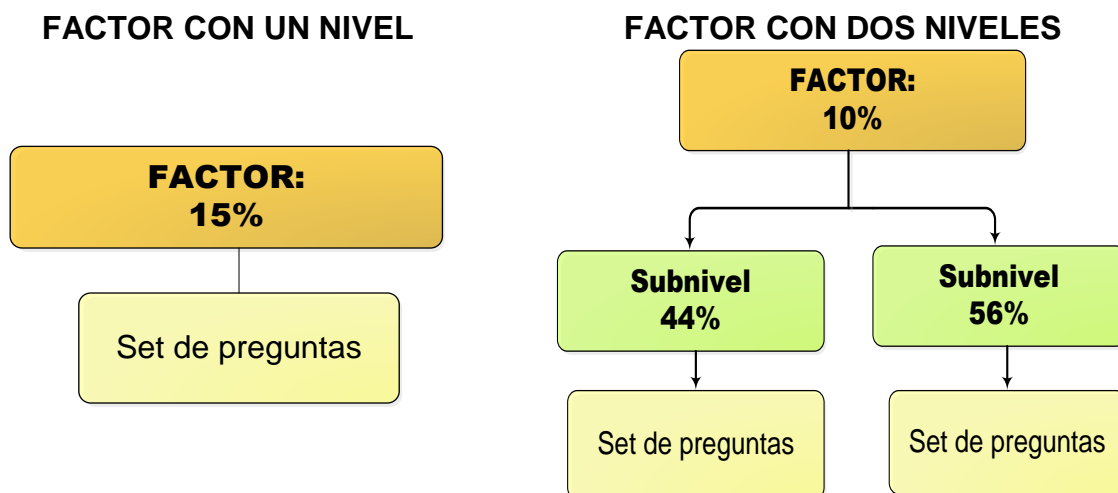 FACTOR CON UN NIVEL
FACTOR:
15%
Set de preguntas
FACTOR CON DOS NIVELES
FACTOR:
10%
Subnivel
44%
Subnivel
56%
Set de preguntas
Set de preguntas